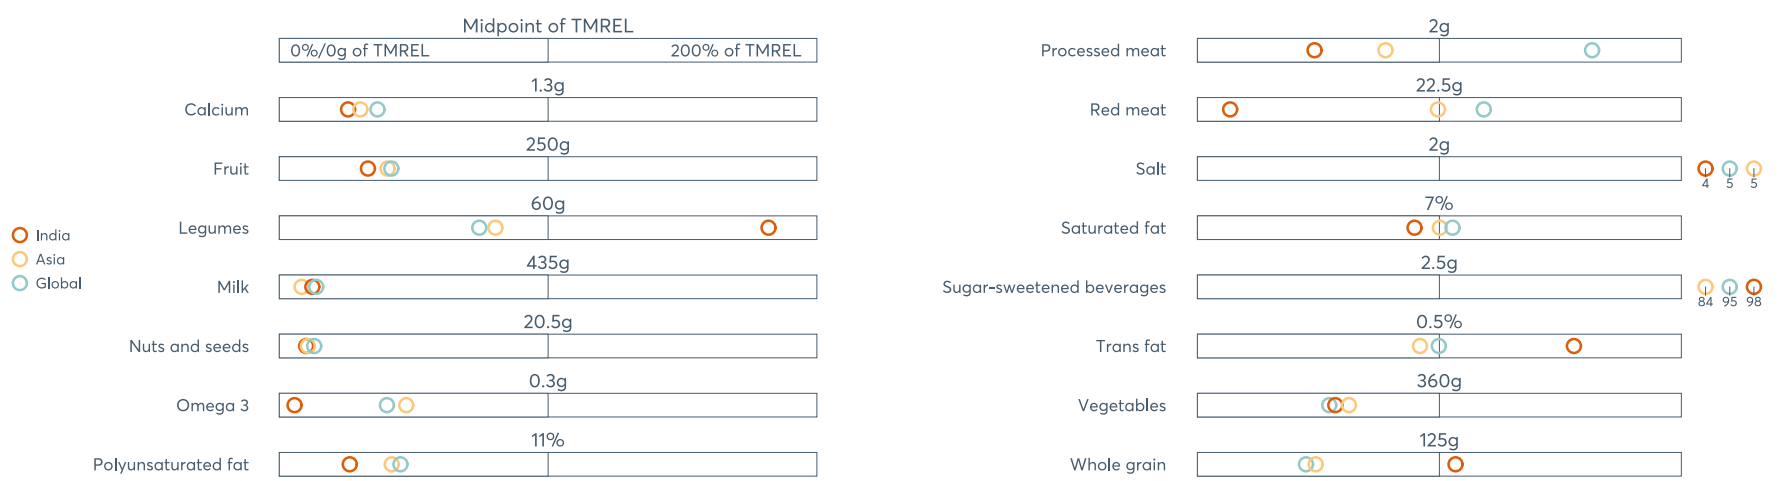 Midpoint of TMREL
0%/0g of TMREL 200% of TMREL
1.3g
Calcium
250g
Fruit
60g
Legumes
435g
Milk
20.5g
Nuts and seeds
0.3g
Omega 3
11%
Polyunsaturated fat
India
Asia
Global
2g
Processed meat
22.5g
Red meat
2g
Salt
4 5 5
7%
Saturated fat
2.5g
Sugar-sweetened beverages
84 95 98
0.5%
Trans fat
360g
Vegetables
125g
Whole grain